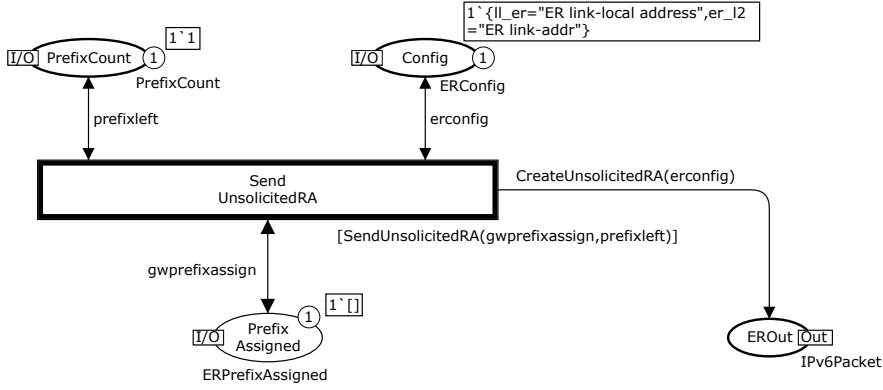 1`{ll_er="ER link-local address",er_l2
="ER link-addr"}
1`1
I/O
PrefixCount
1
PrefixCount
I/O
Config
1
ERConfig
prefixleft
erconfig
Send
UnsolicitedRA
CreateUnsolicitedRA(erconfig)
[SendUnsolicitedRA(gwprefixassign,prefixleft)]
gwprefixassign
1`[]
1
I/O
Prefix
Assigned
ERPrefixAssigned
EROut
Out
IPv6Packet